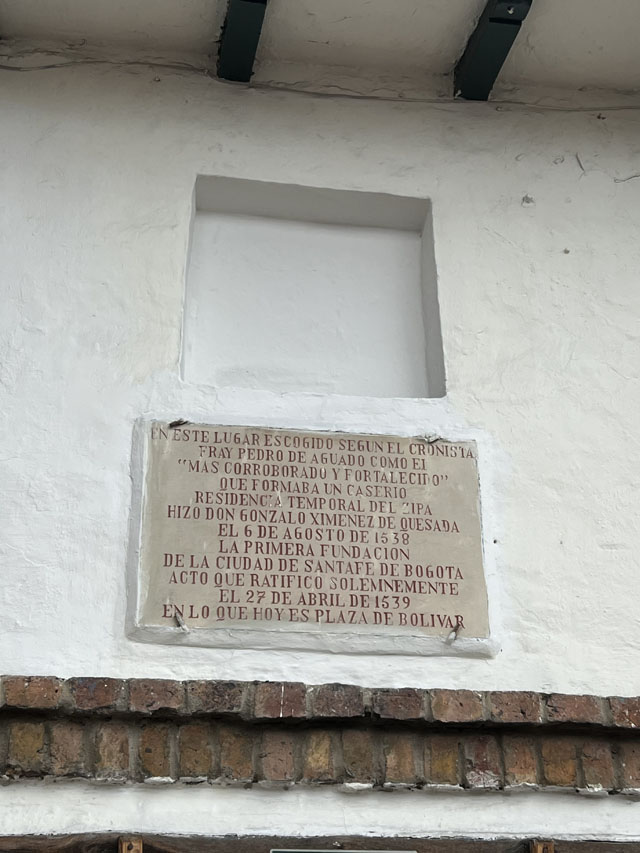 EN ESTE LUGAR ESCOGIDO SEGUN EL CRONISTA
FRAY PEDRO DE AGUADO COMO El
"MAS CORROBORADO Y FORTALECIDO"
QUE FORMABA UN CASERIO
RESIDENCIA TEMPORAL DEL ZIPA
HIZO DON GONZALO XIMENEZ DE QUESADA
EL 6 DE AGOSTO DE 1538
LA PRIMERA FUNDACION
DE LA CIUDAD DE SANTAFE DE BOGOTA
ACTO QUE RATIFICO SOLEMNEMENTE
EL 27 DE ABRIL DE 1539
EN LO QUE HOY ES PLAZA DE BOLIVAR